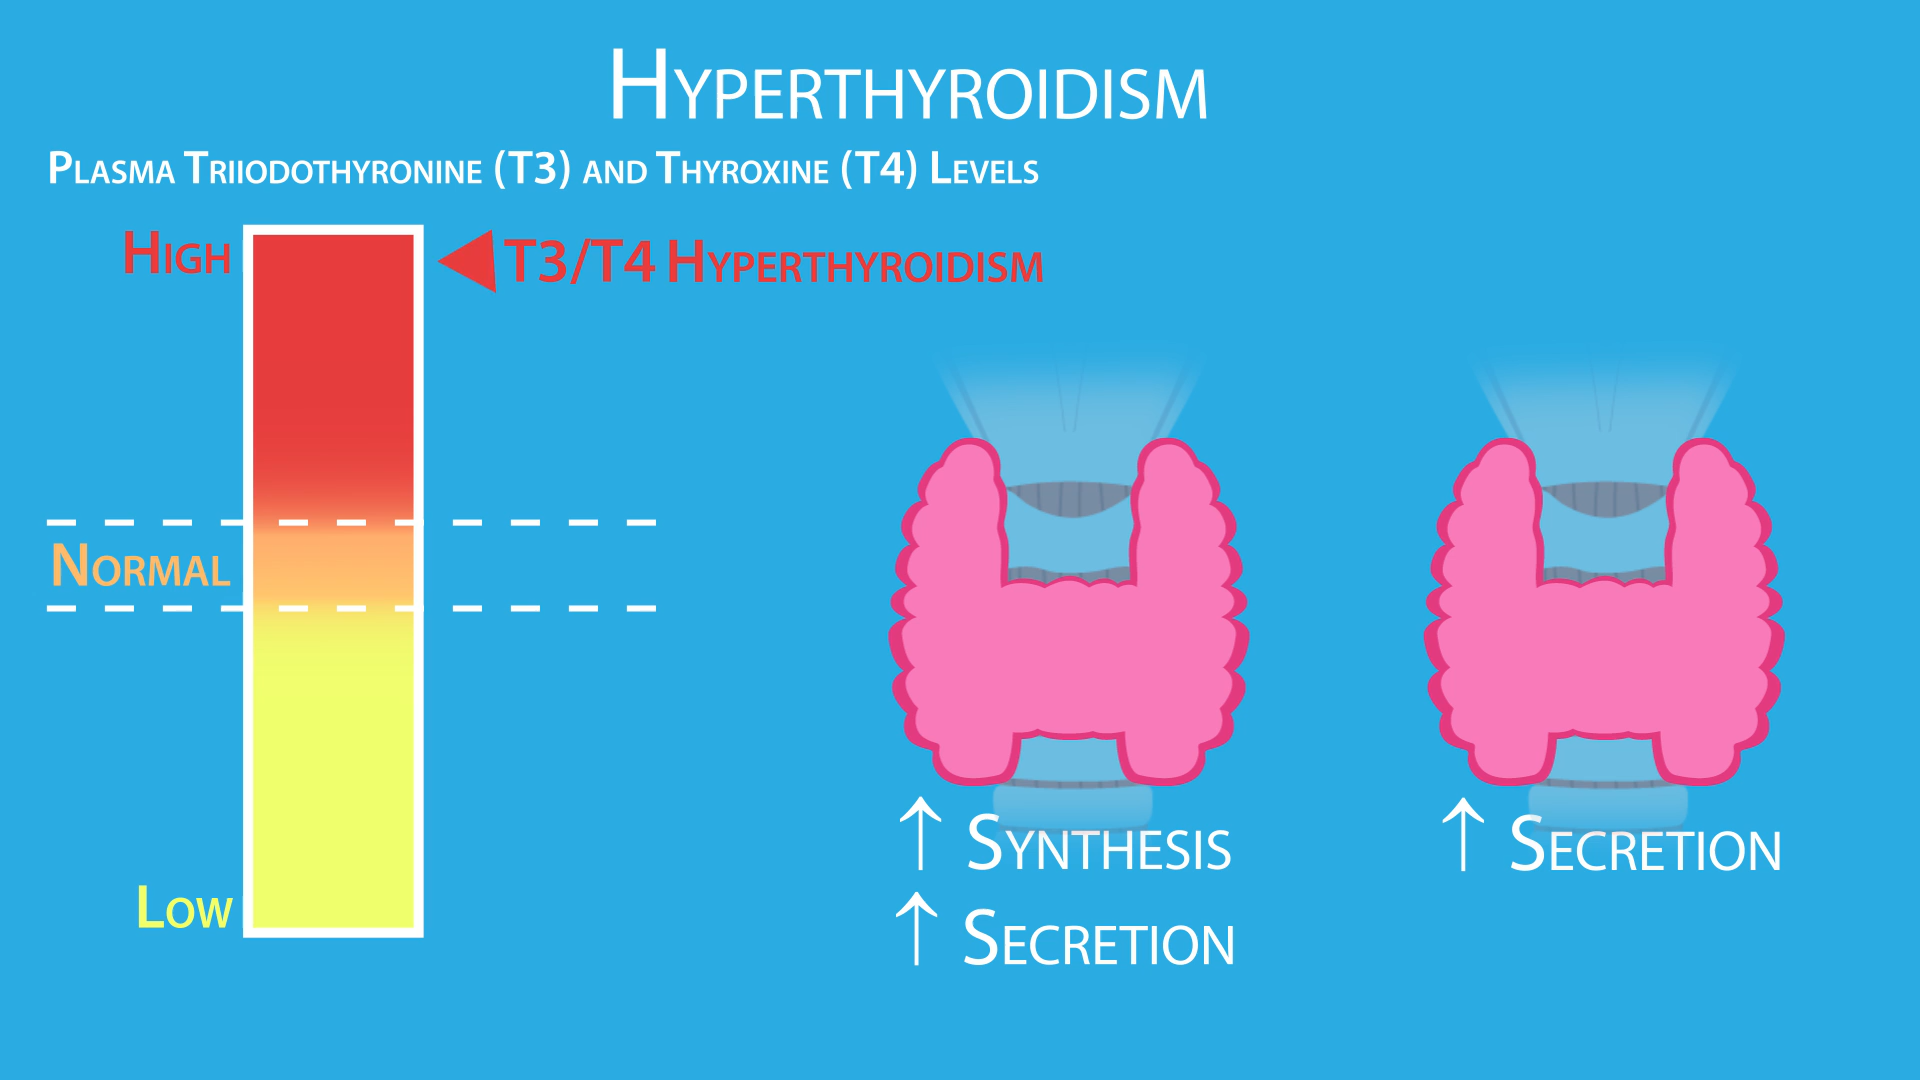 Hyperthyroidism
Plasma Triiodothyronine (T3) and Thyroxine (T4) Levels
High
T3/T4 Hyperthyroidism
Normal
Low
↑ Synthesis
↑ Secretion
↑ Secretion